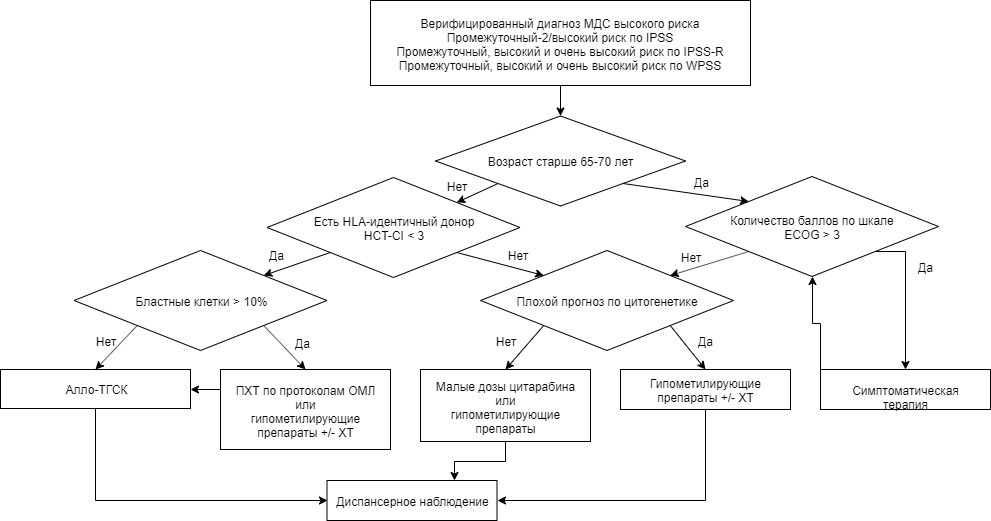 Верифицированный диагноз МДС высокого риска
Промежуточный-2/высокий риск по IPSS
Промежуточный, высокий и очень высокий риск по IPSS-R
Промежуточный, высокий и очень высокий риск по WPSS
Возраст старше 65-70 лет
Нет
Да
Есть HLA-идентичный донор
HCT-CI < 3
Количество баллов по шкале
ECOG > 3
Да
Нет
Нет
Да
Бластные клетки > 10%
Плохой прогноз по цитогенетике
Нет
Да
Нет
Да
Алло-ТГСК
ПХТ по протоколам ОМЛ
или
гипометилирующие
препараты +/- ХТ
Малые дозы цитарабина
или
гипометилирующие
препараты
Гипометилирующие
препараты +/- ХТ
Симптоматическая
терапия
Диспансерное наблюдение